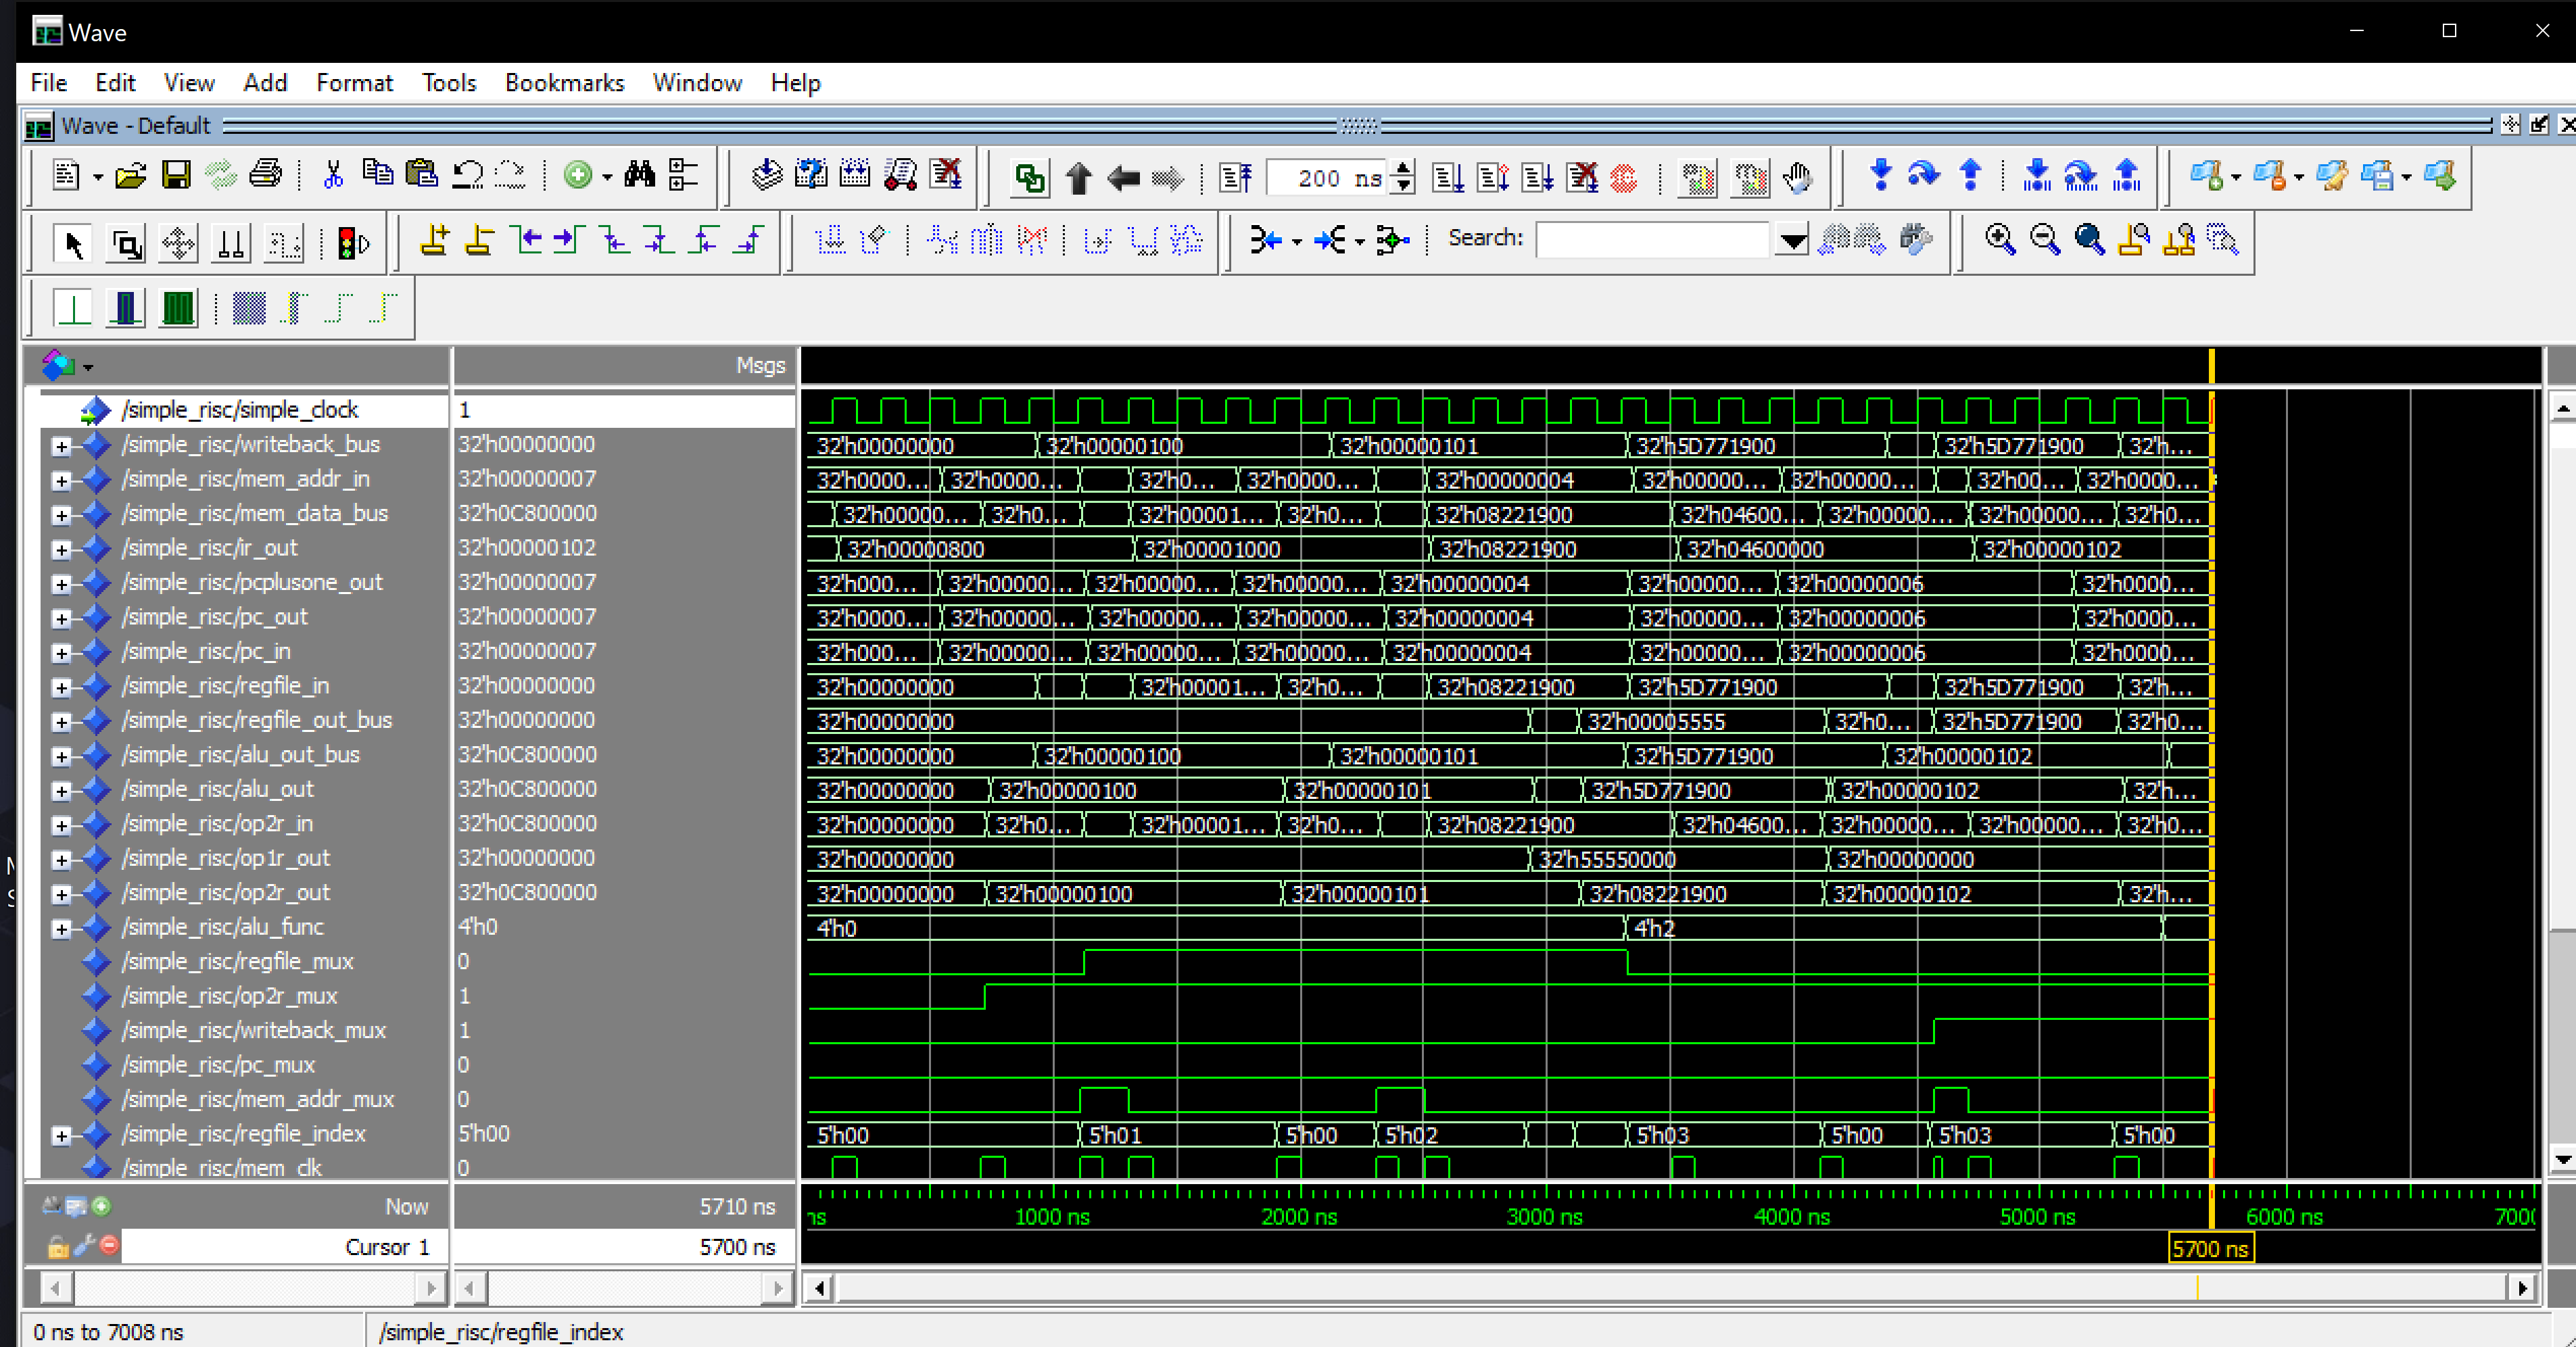 Wave
File Edit View Add Format Tools Bookmarks Window Help
Wave - Default
200 ns
Search:
Msgs
/simple_risc/simple_clock 1
/simple_risc/writeback_bus 32'h00000000 32'h00000000 32'h00000100 32'h00000101 32'h5D771900 32'h5D771900 32'h...
/simple_risc/mem_addr_in 32'h00000007 32'h0000... 32'h0000... 32'h0... 32'h0000... 32'h00000004 32'h00000... 32'h00000... 32'h00... 32'h0000...
/simple_risc/mem_data_bus 32'h0C800000 32'h00000... 32'h0... 32'h00001... 32'h0... 32'h08221900 32'h04600... 32'h00000... 32'h00000... 32'h0...
/simple_risc/ir_out 32'h00000102 32'h00000800 32'h00001000 32'h08221900 32'h04600000 32'h00000102
/simple_risc/pcplusone_out 32'h00000007 32'h000... 32'h00000... 32'h00000... 32'h00000... 32'h00000004 32'h00000... 32'h00000006 32'h0000...
/simple_risc/pc_out 32'h00000007 32'h0000... 32'h00000... 32'h00000... 32'h00000... 32'h00000004 32'h00000... 32'h00000006 32'h0000...
/simple_risc/pc_in 32'h00000007 32'h000... 32'h00000... 32'h00000... 32'h00000... 32'h00000004 32'h00000... 32'h00000006 32'h0000...
/simple_risc/regfile_in 32'h00000000 32'h00000000 32'h00001... 32'h0... 32'h08221900 32'h5D771900 32'h5D771900 32'h...
/simple_risc/regfile_out_bus 32'h00000000 32'h00000000 32'h00005555 32'h0... 32'h5D771900 32'h0...
/simple_risc/alu_out_bus 32'h0C800000 32'h00000000 32'h00000100 32'h00000101 32'h5D771900 32'h00000102
/simple_risc/alu_out 32'h0C800000 32'h00000000 32'h00000100 32'h00000101 32'h5D771900 32'h00000102 32'h...
/simple_risc/op2r_in 32'h0C800000 32'h00000000 32'h0... 32'h00001... 32'h0... 32'h08221900 32'h04600... 32'h00000... 32'h00000... 32'h0...
/simple_risc/op1r_out 32'h00000000 32'h00000000 32'h55550000 32'h00000000
/simple_risc/op2r_out 32'h0C800000 32'h00000000 32'h00000100 32'h00000101 32'h08221900 32'h00000102 32'h...
/simple_risc/alu_func 4'h0 4'h0 4'h2
/simple_risc/regfile_mux 0
/simple_risc/op2r_mux 1
/simple_risc/writeback_mux 1
/simple_risc/pc_mux 0
/simple_risc/mem_addr_mux 0
/simple_risc/regfile_index 5'h00 5'h00 5'h01 5'h00 5'h02 5'h03 5'h00 5'h03 5'h00
/simple_risc/mem_clk 0
Now 5710 ns ns 1000 ns 2000 ns 3000 ns 4000 ns 5000 ns 6000 ns
Cursor 1 5700 ns 5700 ns
0 ns to 7008 ns /simple_risc/regfile_index